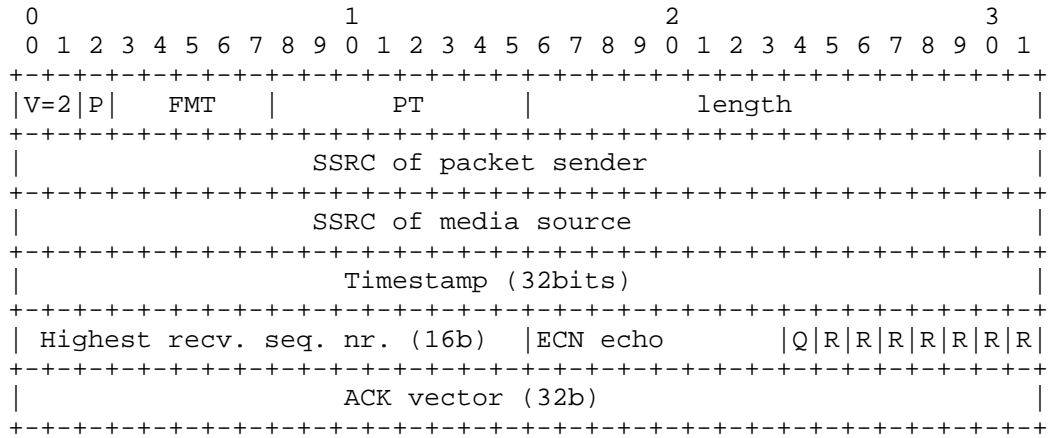 0                   1                   2                   3
 0 1 2 3 4 5 6 7 8 9 0 1 2 3 4 5 6 7 8 9 0 1 2 3 4 5 6 7 8 9 0 1
+-+-+-+-+-+-+-+-+-+-+-+-+-+-+-+-+-+-+-+-+-+-+-+-+-+-+-+-+-+-+-+-+
|V=2|P|   FMT   |       PT      |          length               |
+-+-+-+-+-+-+-+-+-+-+-+-+-+-+-+-+-+-+-+-+-+-+-+-+-+-+-+-+-+-+-+-+
|                  SSRC of packet sender                        |
+-+-+-+-+-+-+-+-+-+-+-+-+-+-+-+-+-+-+-+-+-+-+-+-+-+-+-+-+-+-+-+-+
|                  SSRC of media source                         |
+-+-+-+-+-+-+-+-+-+-+-+-+-+-+-+-+-+-+-+-+-+-+-+-+-+-+-+-+-+-+-+-+
|                    Timestamp (32bits)                         |
+-+-+-+-+-+-+-+-+-+-+-+-+-+-+-+-+-+-+-+-+-+-+-+-+-+-+-+-+-+-+-+-+
| Highest recv. seq. nr. (16b)  |ECN echo       |Q|R|R|R|R|R|R|R|
+-+-+-+-+-+-+-+-+-+-+-+-+-+-+-+-+-+-+-+-+-+-+-+-+-+-+-+-+-+-+-+-+
|                    ACK vector (32b)                           |
+-+-+-+-+-+-+-+-+-+-+-+-+-+-+-+-+-+-+-+-+-+-+-+-+-+-+-+-+-+-+-+-+